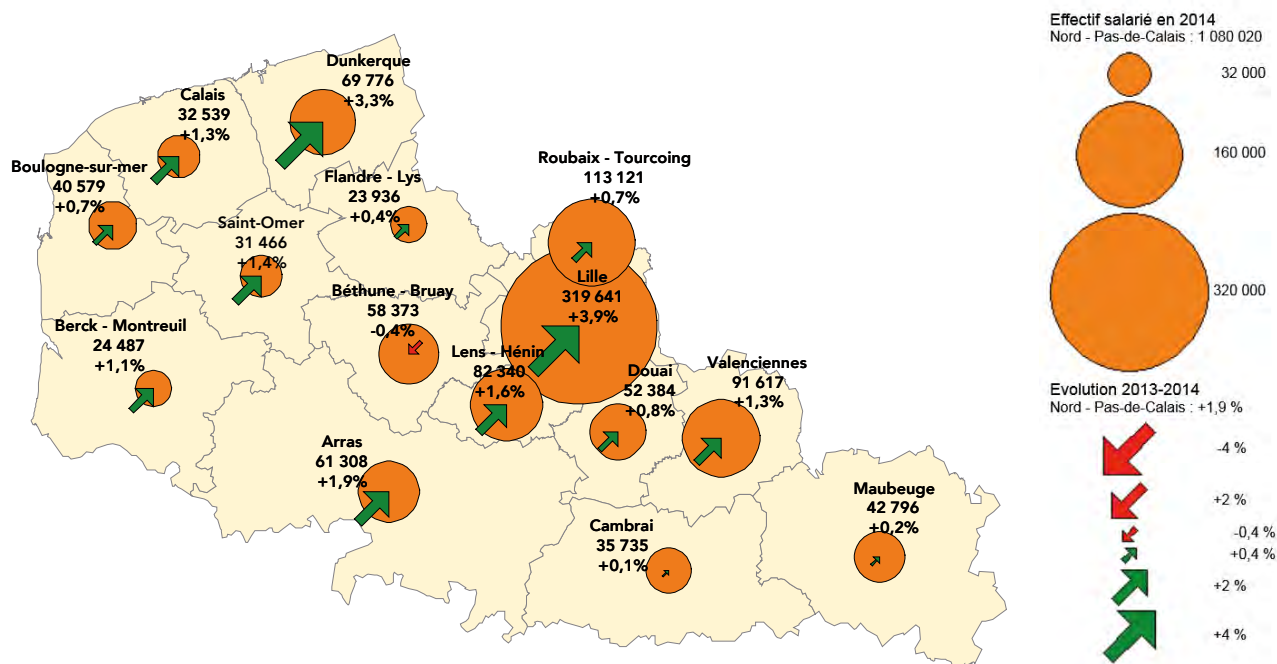 Dunkerque
69 776
+3,3%
Calais
32 539
+1,3%
Boulogne-sur-mer
40 579
+0,7%
Flandre - Lys
23 936
+0,4%
Roubaix - Tourcoing
113 121
+0,7%
Saint-Omer
31 466
+1,4%
Lille
319 641
+3,9%
Béthune - Bruay
58 373
-0,4%
Berck - Montreuil
24 487
+1,1%
Lens - Hénin
82 340
+1,6%
Douai
52 384
+0,8%
Valenciennes
91 617
+1,3%
Arras
61 308
+1,9%
Maubeuge
42 796
+0,2%
Cambrai
35 735
+0,1%
Effectif salarié en 2014
Nord - Pas-de-Calais : 1 080 020
32 000
160 000
320 000
Evolution 2013-2014
Nord - Pas-de-Calais : +1,9 %
-4 %
+2 %
-0,4 %
+0,4 %
+2 %
+4 %